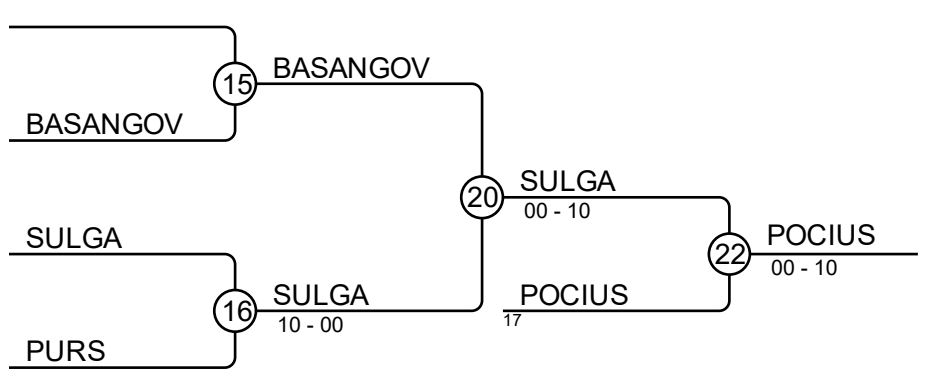 15
BASANGOV
BASANGOV
20
SULGA
00 - 10
SULGA
22
POCIUS
00 - 10
16
SULGA
10 - 00
POCIUS
17
PURS